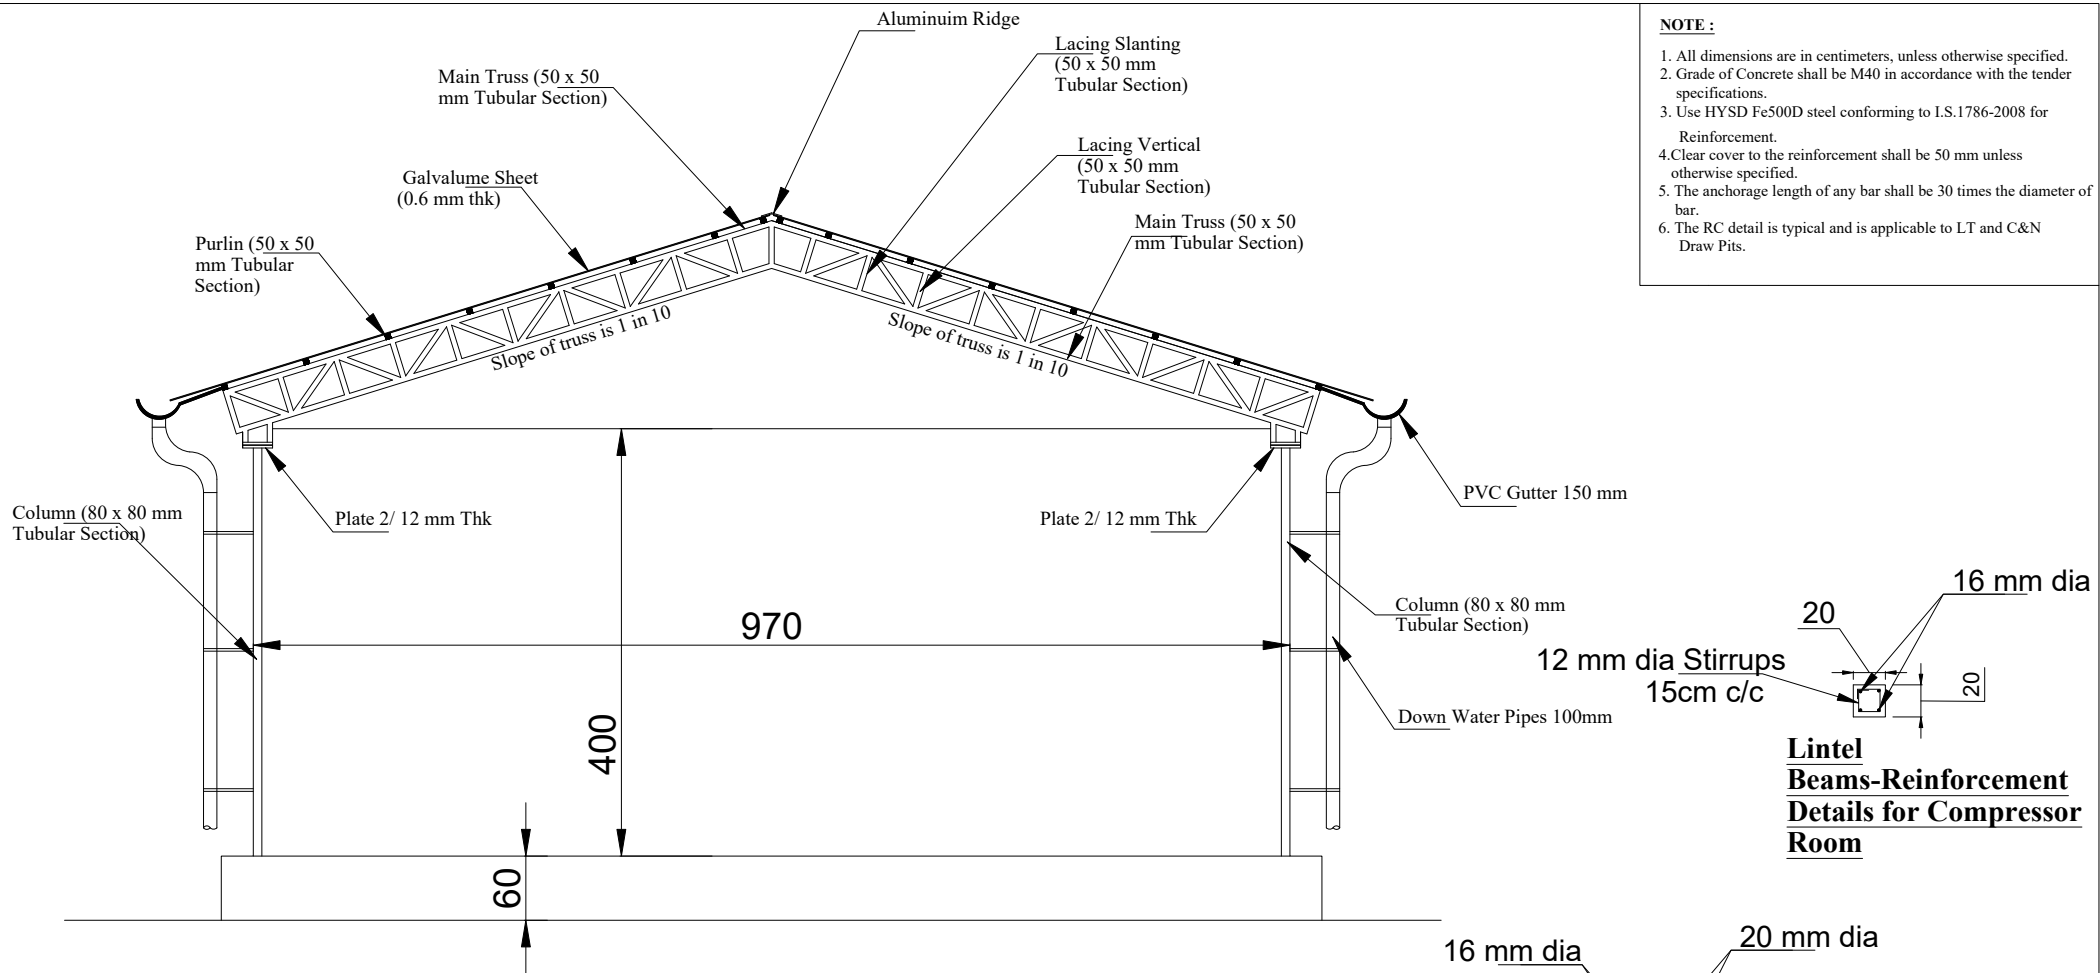 Aluminuim Ridge
Lacing Slanting
(50 x 50 mm
Tubular Section)
Main Truss (50 x 50
mm Tubular Section)
Lacing Vertical
(50 x 50 mm
Tubular Section)
Galvalume Sheet
(0.6 mm thk)
Main Truss (50 x 50
mm Tubular Section)
Purlin (50 x 50
mm Tubular
Section)
Slope of truss is 1 in 10
Slope of truss is 1 in 10
PVC Gutter 150 mm
Column (80 x 80 mm
Tubular Section)
Plate 2/ 12 mm Thk
Plate 2/ 12 mm Thk
Column (80 x 80 mm
Tubular Section)
970
400
Down Water Pipes 100mm
60
NOTE :
1. All dimensions are in centimeters, unless otherwise specified.
2. Grade of Concrete shall be M40 in accordance with the tender
specifications.
3. Use HYSD Fe500D steel conforming to I.S.1786-2008 for
Reinforcement.
4.Clear cover to the reinforcement shall be 50 mm unless
otherwise specified.
5. The anchorage length of any bar shall be 30 times the diameter of
bar.
6. The RC detail is typical and is applicable to LT and C&N
Draw Pits.
16 mm dia
20
12 mm dia Stirrups
15cm c/c
20
Lintel
Beams-Reinforcement
Details for Compressor
Room
16 mm dia
20 mm dia